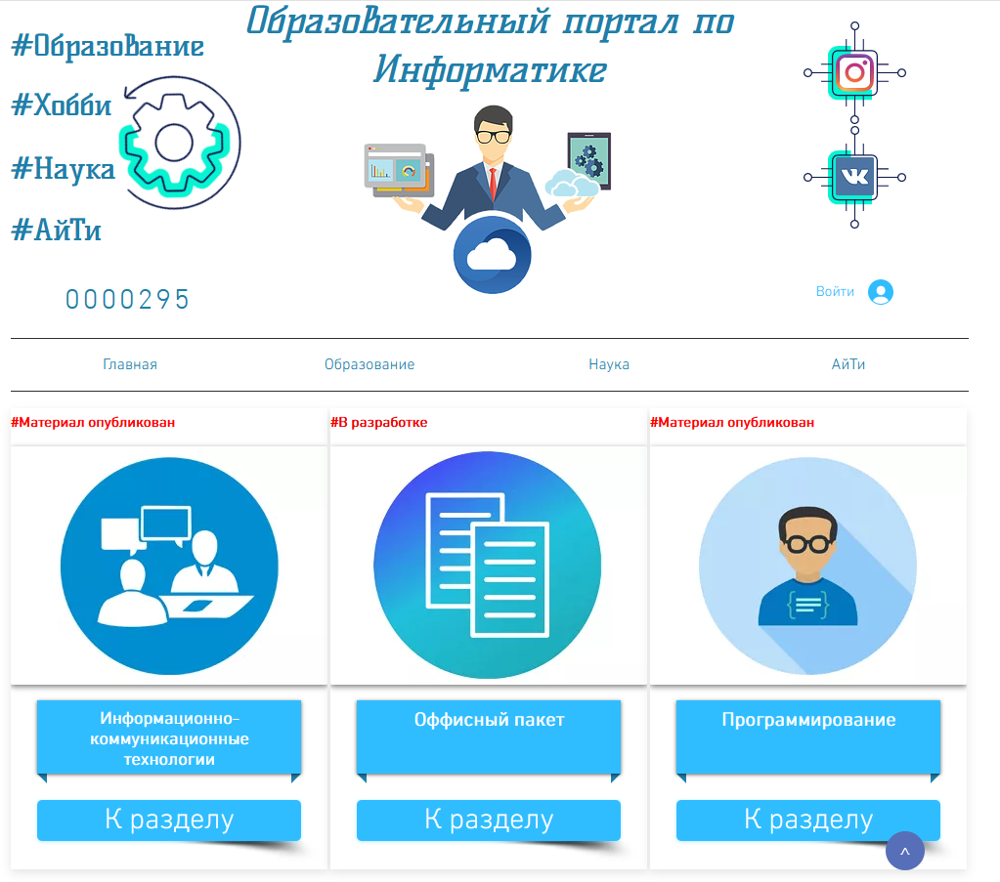 Образовательный портал по
Информатике
#Образование
#Хобби
#Наука
#АйТи
0000295
Войти
Главная
Образование
Наука
АйТи
#Материал опубликован
#В разработке
#Материал опубликован
Информационно-
коммуникационные
технологии
Оффисный пакет
Программирование
К разделу
К разделу
К разделу
^